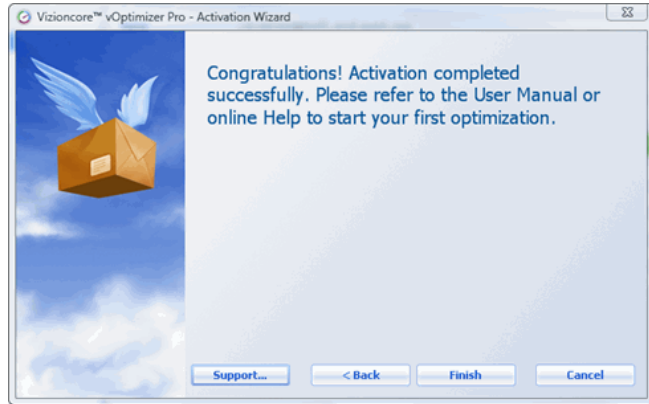 Vizioncore™ vOptimizer Pro - Activation Wizard
Congratulations! Activation completed
successfully. Please refer to the User Manual or
online Help to start your first optimization.
Support... < Back Finish Cancel